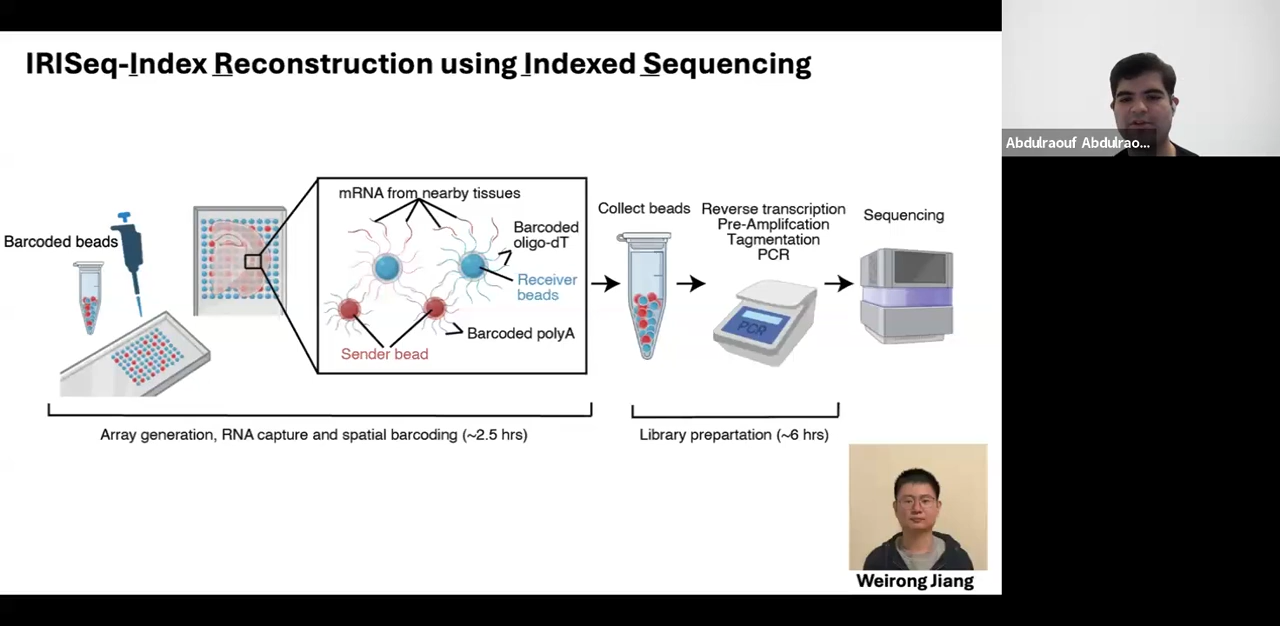 IRISeq-Index Reconstruction using Indexed Sequencing
Abdulraouf Abdulrao...
Barcoded beads
mRNA from nearby tissues
Barcoded
oligo-dT
Receiver
beads
Barcoded polyA
Sender bead
Collect beads
Reverse transcription
Pre-Amplifcation
Tagmentation
PCR
PCR
Sequencing
Array generation, RNA capture and spatial barcoding (~2.5 hrs)
Library prepartation (~6 hrs)
Weirong Jiang